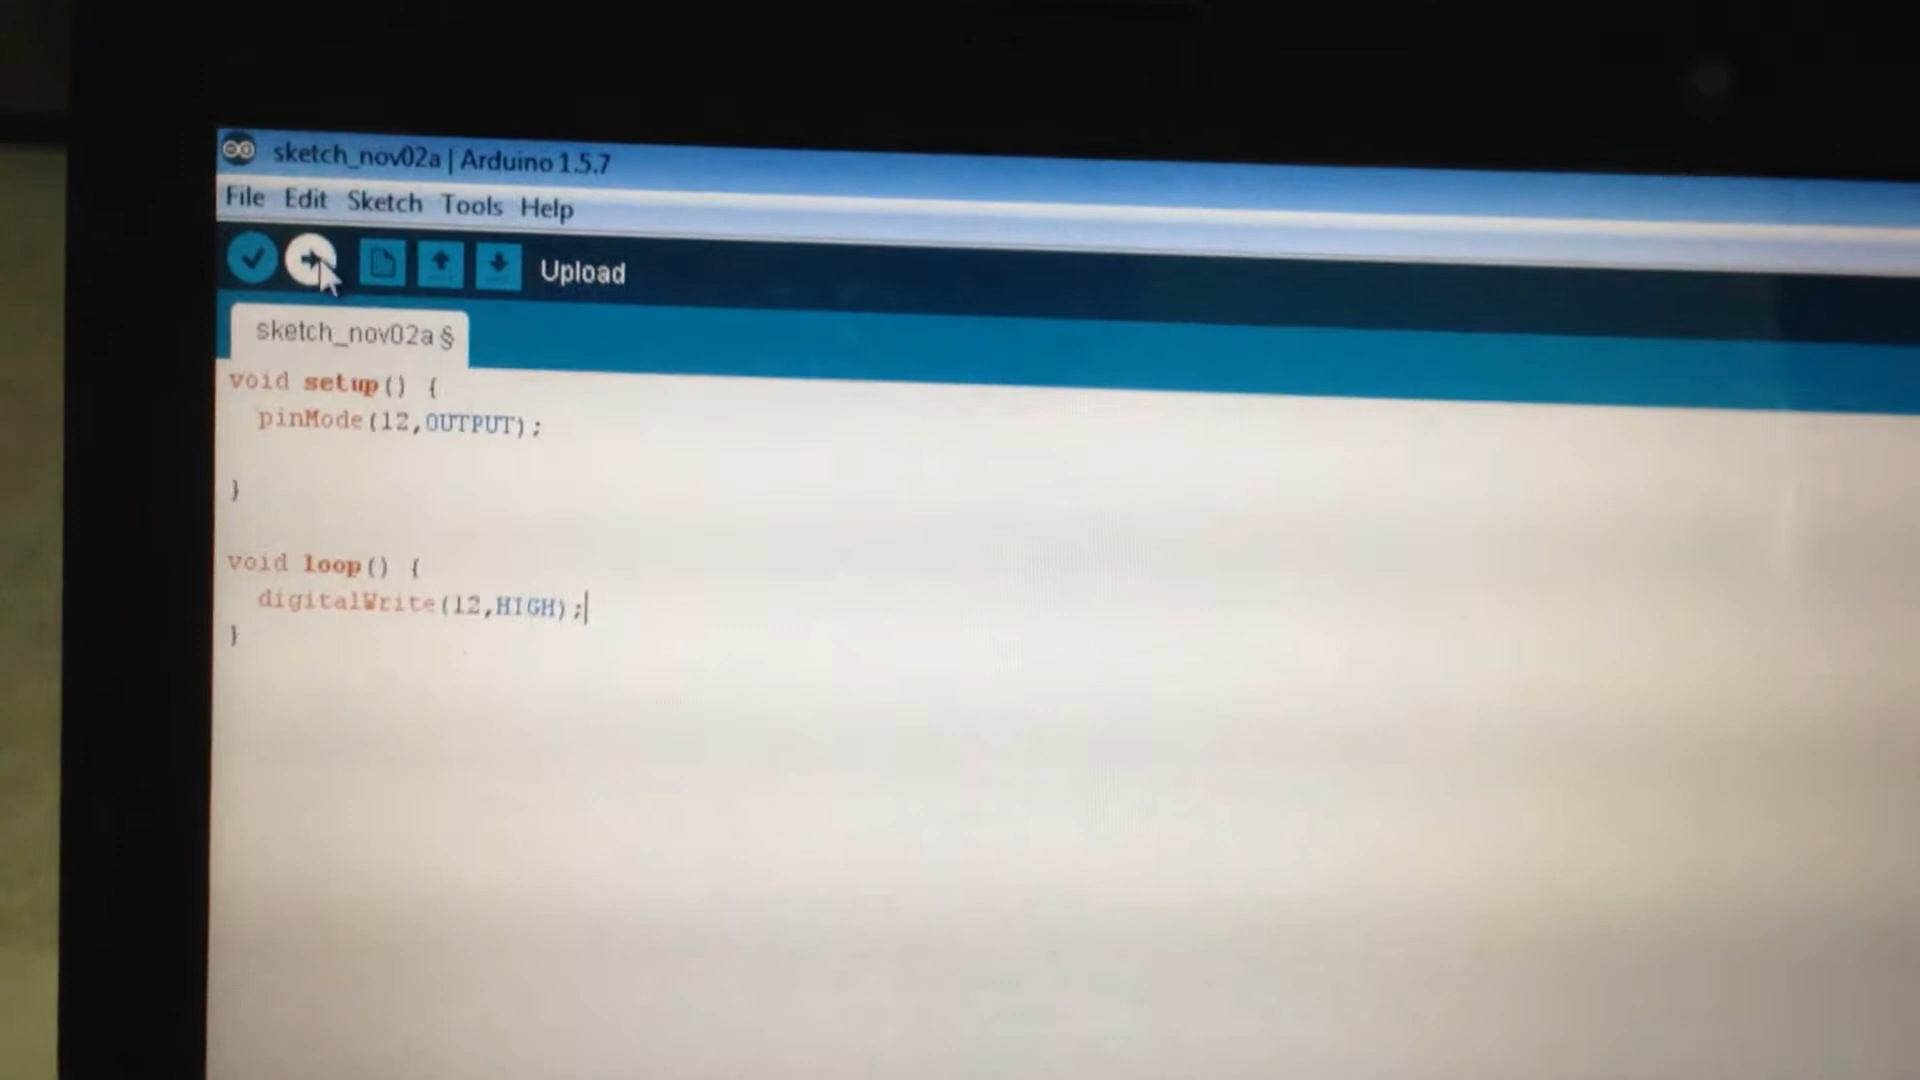 sketch_nov02a | Arduino 1.5.7
File Edit Sketch Tools Help
Upload
sketch_nov02a §
void setup() {
  pinMode(12,OUTPUT);
}
void loop() {
  digitalWrite(12,HIGH);
}